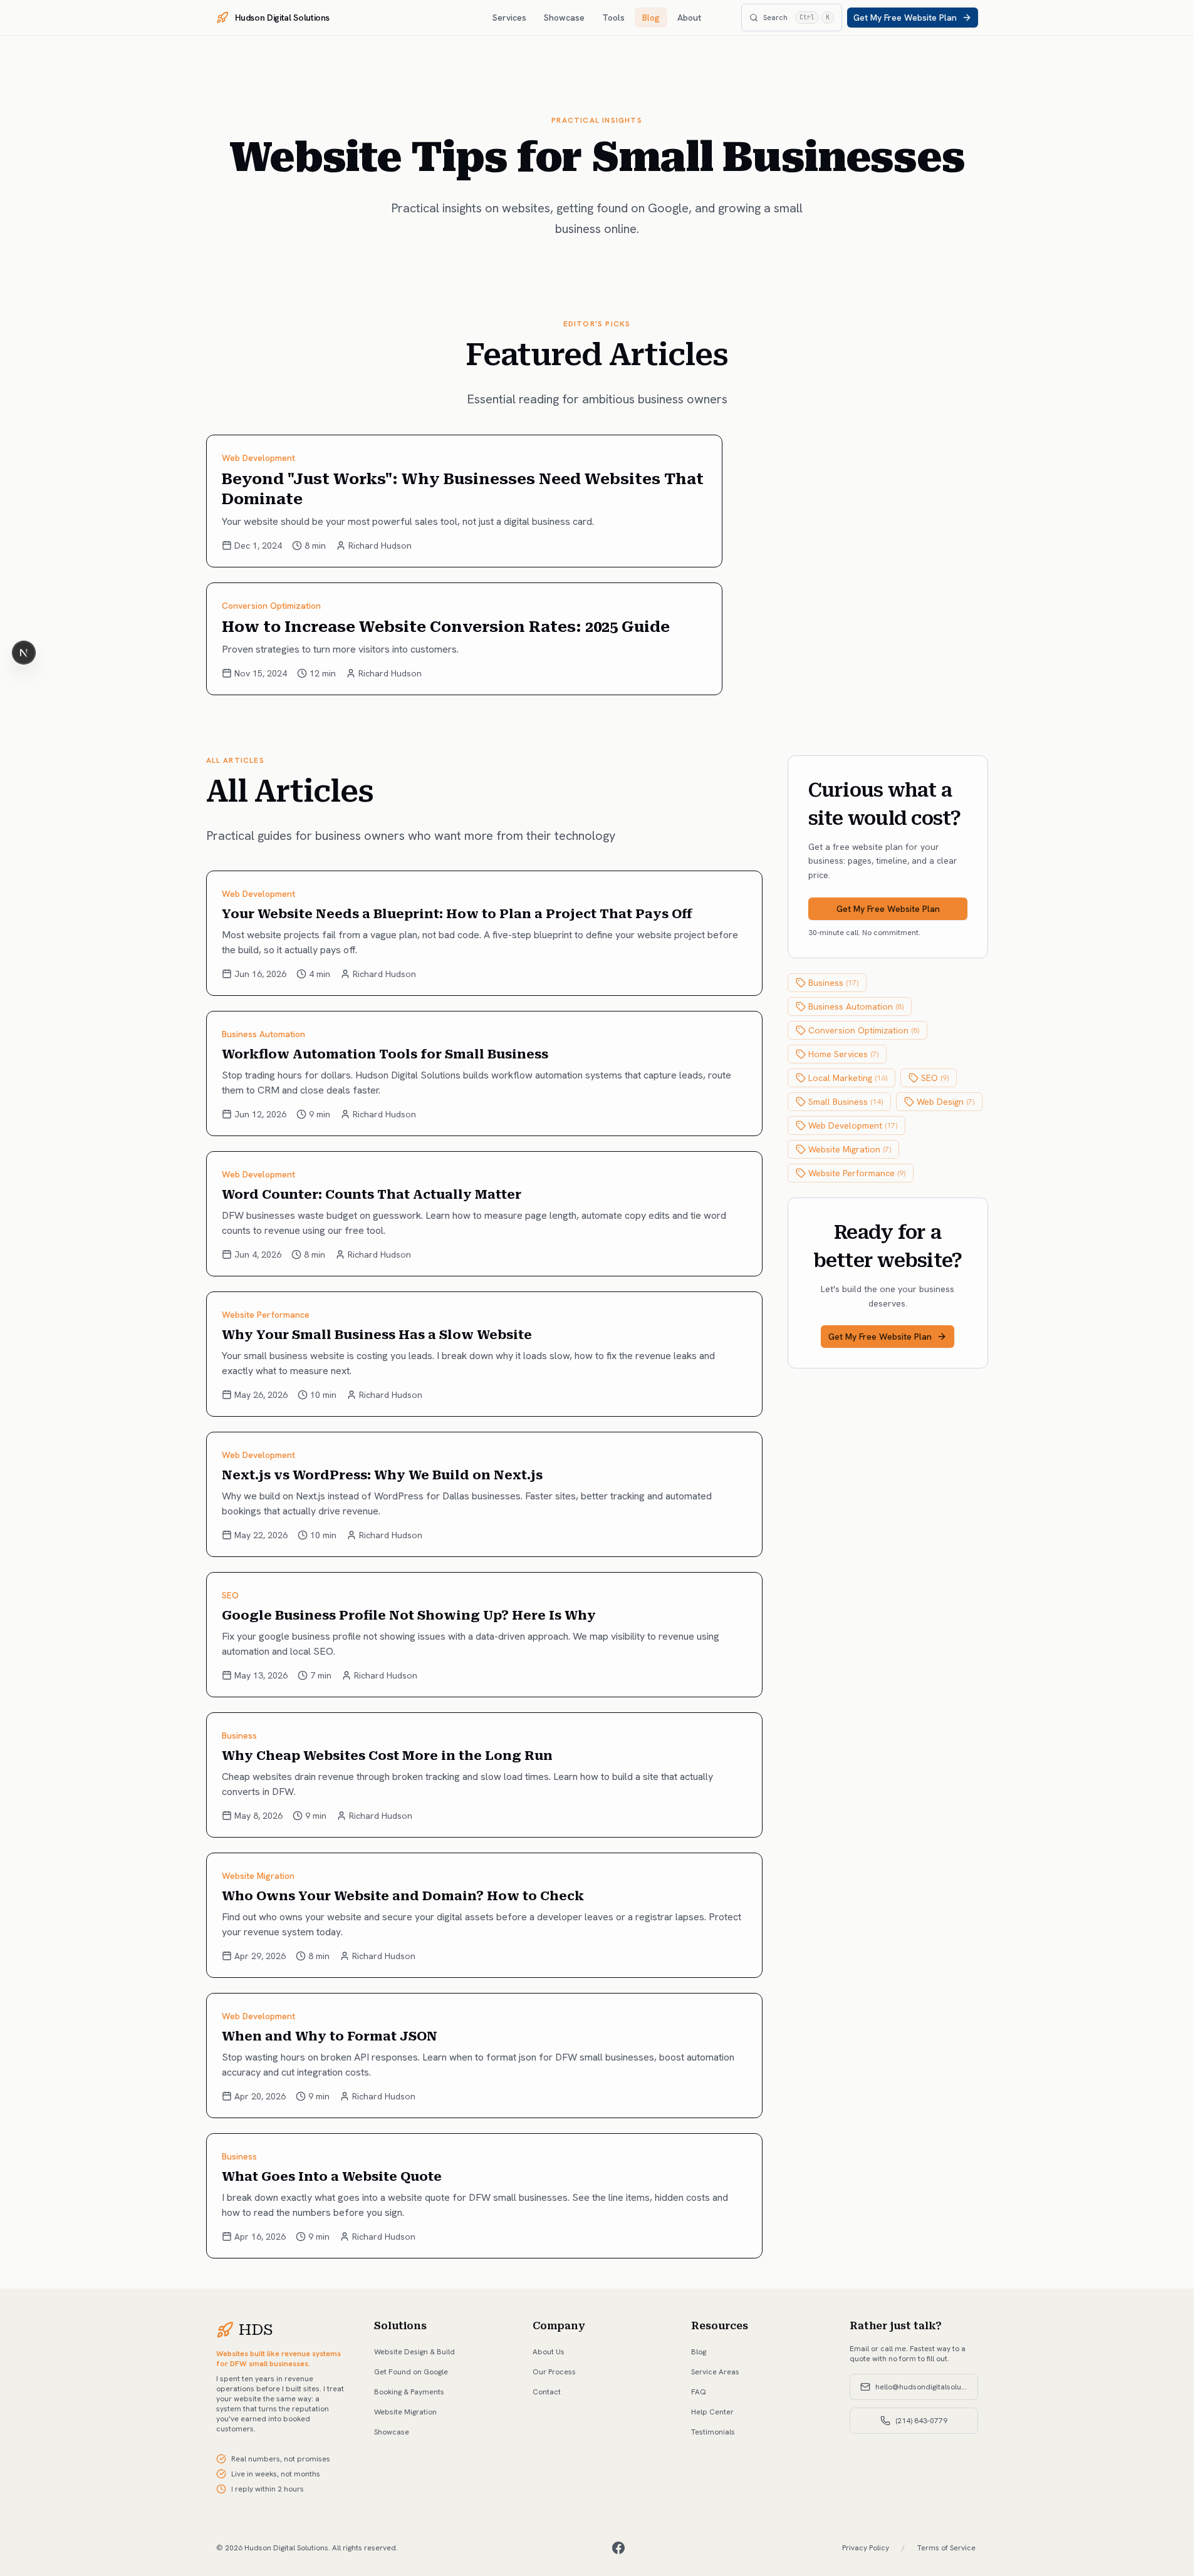 Hudson Digital Solutions
Services
Showcase
Tools
Blog
About
Search Ctrl K
Get My Free Website Plan
PRACTICAL INSIGHTS
Website Tips for Small Businesses
Practical insights on websites, getting found on Google, and growing a small
business online.
EDITOR'S PICKS
Featured Articles
Essential reading for ambitious business owners
Web Development
Beyond "Just Works": Why Businesses Need Websites That
Dominate
Your website should be your most powerful sales tool, not just a digital business card.
Dec 1, 2024 8 min Richard Hudson
Conversion Optimization
How to Increase Website Conversion Rates: 2025 Guide
Proven strategies to turn more visitors into customers.
Nov 15, 2024 12 min Richard Hudson
N
ALL ARTICLES
All Articles
Practical guides for business owners who want more from their technology
Web Development
Your Website Needs a Blueprint: How to Plan a Project That Pays Off
Most website projects fail from a vague plan, not bad code. A five-step blueprint to define your website project before
the build, so it actually pays off.
Jun 16, 2026 4 min Richard Hudson
Business Automation
Workflow Automation Tools for Small Business
Stop trading hours for dollars. Hudson Digital Solutions builds workflow automation systems that capture leads, route
them to CRM and close deals faster.
Jun 12, 2026 9 min Richard Hudson
Web Development
Word Counter: Counts That Actually Matter
DFW businesses waste budget on guesswork. Learn how to measure page length, automate copy edits and tie word
counts to revenue using our free tool.
Jun 4, 2026 8 min Richard Hudson
Website Performance
Why Your Small Business Has a Slow Website
Your small business website is costing you leads. I break down why it loads slow, how to fix the revenue leaks and
exactly what to measure next.
May 26, 2026 10 min Richard Hudson
Web Development
Next.js vs WordPress: Why We Build on Next.js
Why we build on Next.js instead of WordPress for Dallas businesses. Faster sites, better tracking and automated
bookings that actually drive revenue.
May 22, 2026 10 min Richard Hudson
SEO
Google Business Profile Not Showing Up? Here Is Why
Fix your google business profile not showing issues with a data-driven approach. We map visibility to revenue using
automation and local SEO.
May 13, 2026 7 min Richard Hudson
Business
Why Cheap Websites Cost More in the Long Run
Cheap websites drain revenue through broken tracking and slow load times. Learn how to build a site that actually
converts in DFW.
May 8, 2026 9 min Richard Hudson
Website Migration
Who Owns Your Website and Domain? How to Check
Find out who owns your website and secure your digital assets before a developer leaves or a registrar lapses. Protect
your revenue system today.
Apr 29, 2026 8 min Richard Hudson
Web Development
When and Why to Format JSON
Stop wasting hours on broken API responses. Learn when to format json for DFW small businesses, boost automation
accuracy and cut integration costs.
Apr 20, 2026 9 min Richard Hudson
Business
What Goes Into a Website Quote
I break down exactly what goes into a website quote for DFW small businesses. See the line items, hidden costs and
how to read the numbers before you sign.
Apr 16, 2026 9 min Richard Hudson
Curious what a
site would cost?
Get a free website plan for your
business: pages, timeline, and a clear
price.
Get My Free Website Plan
30-minute call. No commitment.
Business (17)
Business Automation
Conversion Optimization
Home Services (7)
Local Marketing
SEO (9)
Small Business (14)
Web Design (7)
Web Development (17)
Website Migration (7)
Website Performance (9)
Ready for a
better website?
Let's build the one your business
deserves.
Get My Free Website Plan
HDS
Websites built like revenue systems
for DFW small businesses.
I spent ten years in revenue
operations before I built sites. I treat
your website the same way: a
system that turns the reputation
you've earned into booked
customers.
Real numbers, not promises
Live in weeks, not months
I reply within 2 hours
Solutions
Website Design & Build
Get Found on Google
Booking & Payments
Website Migration
Showcase
Company
About Us
Our Process
Contact
Resources
Blog
Service Areas
FAQ
Help Center
Testimonials
Rather just talk?
Email or call me. Fastest way to a
quote with no form to fill out.
hello@hudsondigitalsolu...
(214) 843-0779
© 2026 Hudson Digital Solutions. All rights reserved.
Privacy Policy / Terms of Service